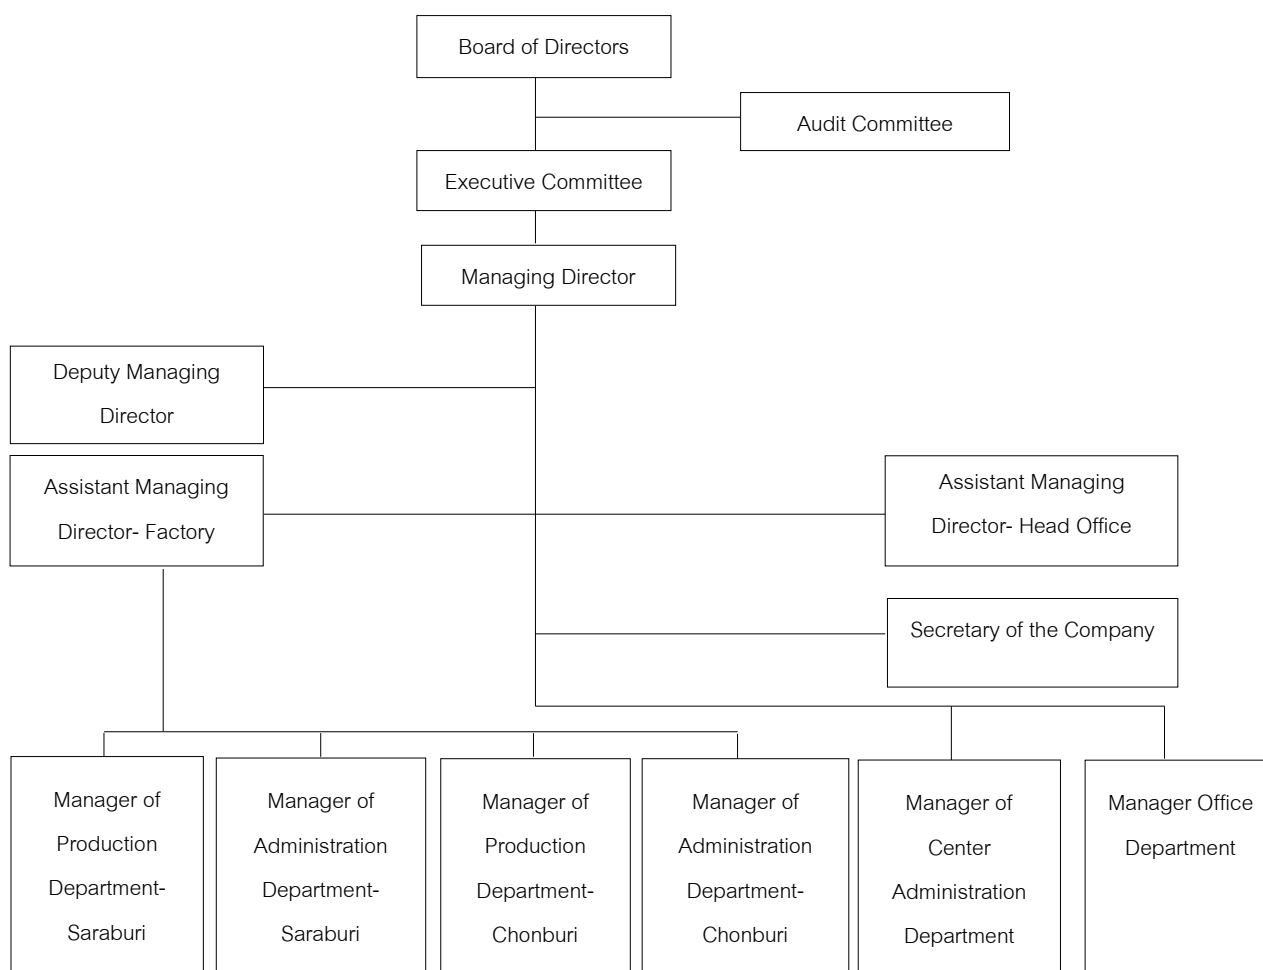 Board of Directors
Audit Committee
Executive Committee
Managing Director
Deputy Managing
Director
Assistant Managing
Director- Factory
Assistant Managing
Director- Head Office
Secretary of the Company
Manager of
Production
Department-
Saraburi
Manager of
Administration
Department-
Saraburi
Manager of
Production
Department-
Chonburi
Manager of
Administration
Department-
Chonburi
Manager of
Center
Administration
Department
Manager Office
Department